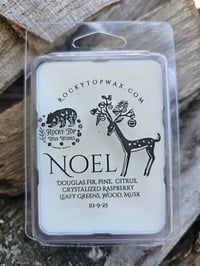 ROCKYTOPWAX.COM
ROCKY TOP
WAX WORKS
NOEL
DOUGLAS FIR, PINE, CITRUS,
CRYSTALIZED RASPBERRY
LEAFY GREENS, WOOD, MUSK
10-9-25